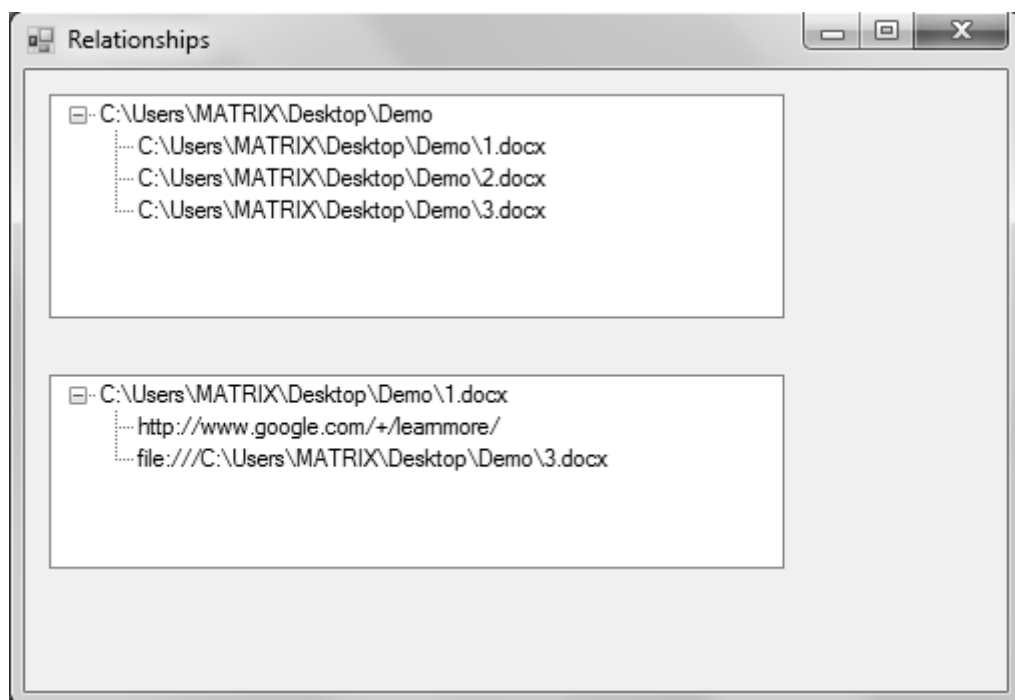 Relationships
C:\Users\MATRIX\Desktop\Demo
C:\Users\MATRIX\Desktop\Demo\1.docx
C:\Users\MATRIX\Desktop\Demo\2.docx
C:\Users\MATRIX\Desktop\Demo\3.docx
C:\Users\MATRIX\Desktop\Demo\1.docx
http://www.google.com/+/learnmore/
file:///C:\Users\MATRIX\Desktop\Demo\3.docx